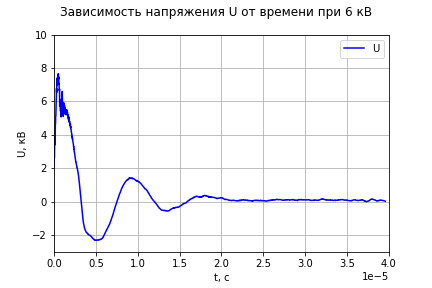 Зависимость напряжения U от времени при 6 кВ
U
U, кВ
10
8
6
4
2
0
−2
0.0 0.5 1.0 1.5 2.0 2.5 3.0 3.5 4.0
1e−5
t, с